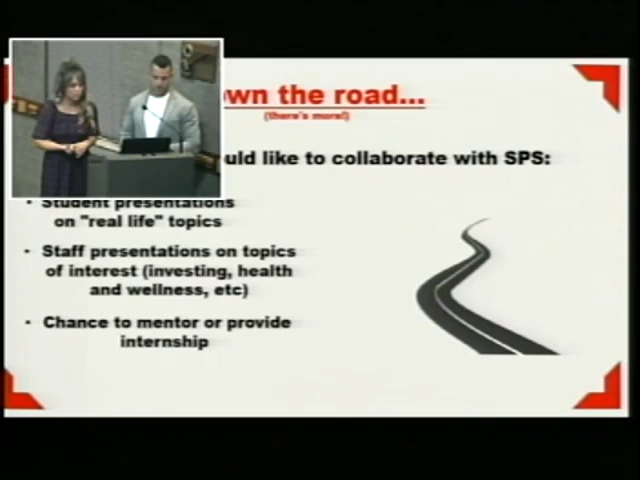 wn the road...
(there's more!)
uld like to collaborate with SPS:
· Student presentations
on "real life" topics
· Staff presentations on topics
of interest (investing, health
and wellness, etc)
· Chance to mentor or provide
internship